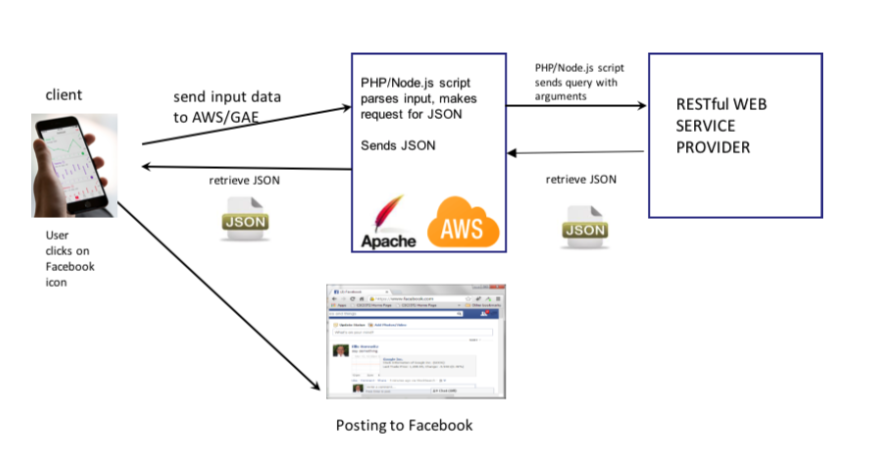 client
send input data
to AWS/GAE
PHP/Node.js script
parses input, makes
request for JSON
Sends JSON
PHP/Node.js script
sends query with
arguments
RESTful WEB
SERVICE
PROVIDER
retrieve JSON
JSON
retrieve JSON
JSON
Apache
AWS
User
clicks on
Facebook
icon
Posting to Facebook